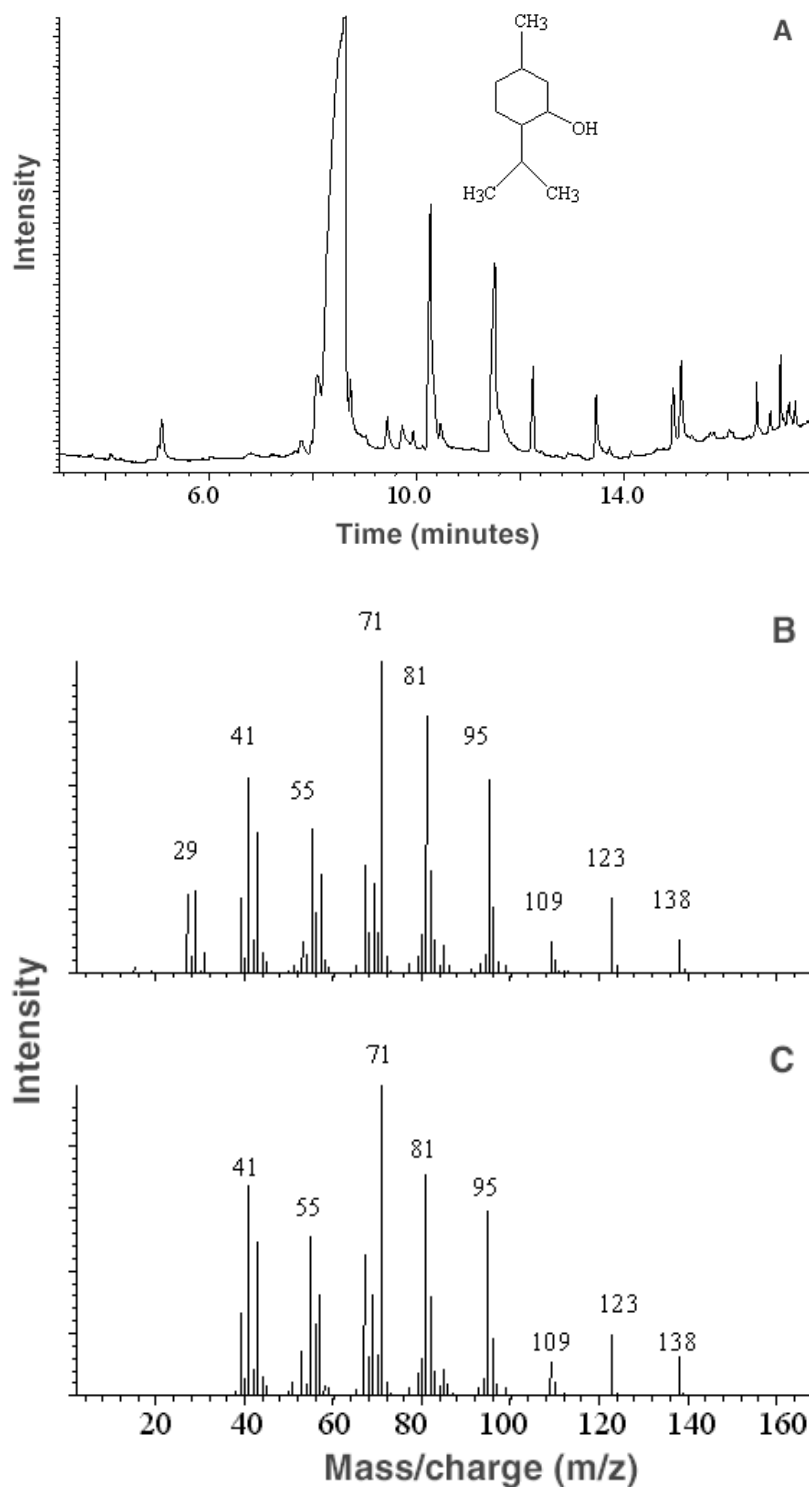 A
CH3
OH
H3C
CH3
Intensity
6.0 10.0 14.0
Time (minutes)
B
71
81
41
95
55
29
123
109
138
C
71
81
41
95
55
123
109
138
Intensity
20 40 60 80 100 120 140 160
Mass/charge (m/z)